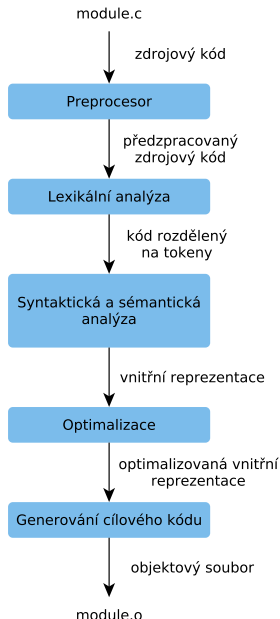 module.c
zdrojový kód
Preprocesor
předzpracovaný
zdrojový kód
Lexikální analýza
kód rozdělený
na tokeny
Syntaktická a sémantická
analýza
vnitřní reprezentace
Optimalizace
optimalizovaná vnitřní
reprezentace
Generování cílového kódu
objektový soubor
module.o